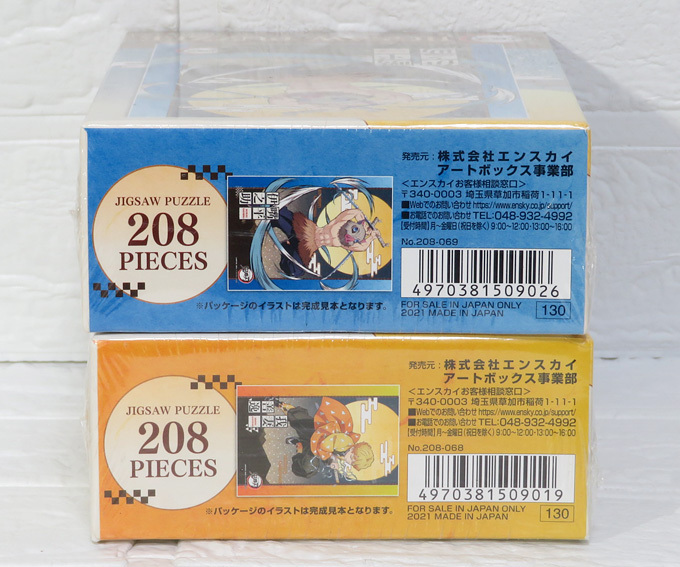 JIGSAW PUZZLE
208
PIECES
嘴平
伊之助
※パッケージのイラストは完成見本となります。
発売元：株式会社エンスカイ
アートボックス事業部
＜エンスカイお客様相談窓口＞
〒340-0003 埼玉県草加市稲荷1-11-1
■Webでのお問い合わせ https://www.ensky.co.jp/support/
■お電話でのお問い合わせ TEL:048-932-4992
【受付時間】月〜金曜日(祝日を除く) 9:00〜12:00・13:00〜16:00
No.208-069
4970381509026
FOR SALE IN JAPAN ONLY
2021 MADE IN JAPAN
130
JIGSAW PUZZLE
208
PIECES
我妻
善逸
※パッケージのイラストは完成見本となります。
発売元：株式会社エンスカイ
アートボックス事業部
＜エンスカイお客様相談窓口＞
〒340-0003 埼玉県草加市稲荷1-11-1
■Webでのお問い合わせ https://www.ensky.co.jp/support/
■お電話でのお問い合わせ TEL:048-932-4992
【受付時間】月〜金曜日(祝日を除く) 9:00〜12:00・13:00〜16:00
No.208-068
4970381509019
FOR SALE IN JAPAN ONLY
2021 MADE IN JAPAN
130